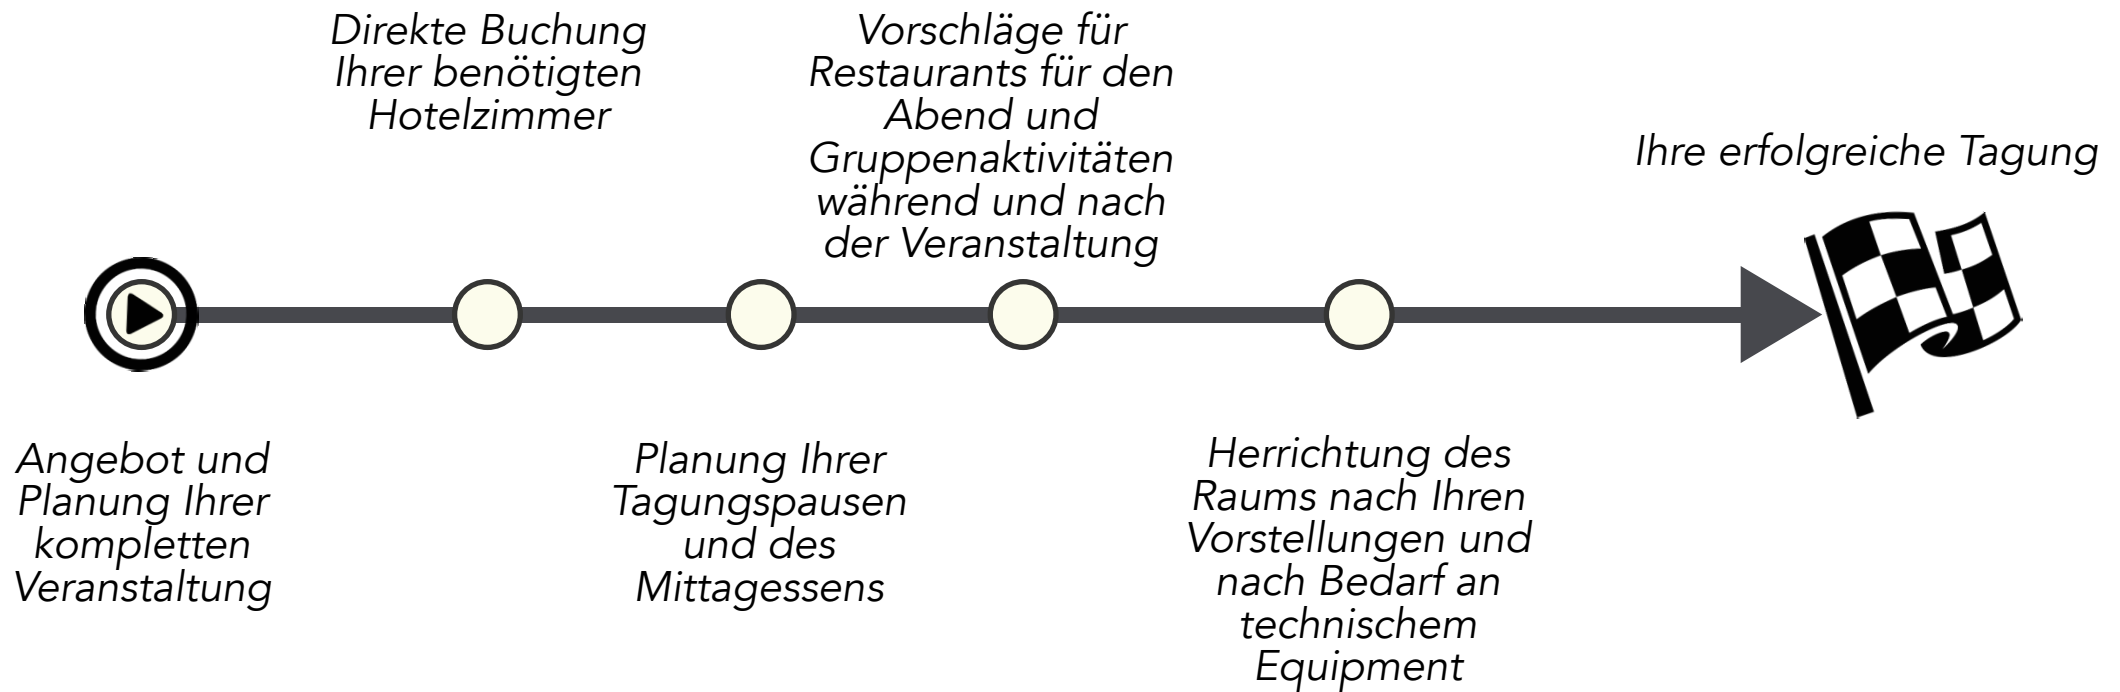 Direkte Buchung
Ihrer benötigten
Hotelzimmer
Vorschläge für
Restaurants für den
Abend und
Gruppenaktivitäten
während und nach
der Veranstaltung
Ihre erfolgreiche Tagung
Angebot und
Planung Ihrer
kompletten
Veranstaltung
Planung Ihrer
Tagungspausen
und des
Mittagessens
Herrichtung des
Raums nach Ihren
Vorstellungen und
nach Bedarf an
technischem
Equipment